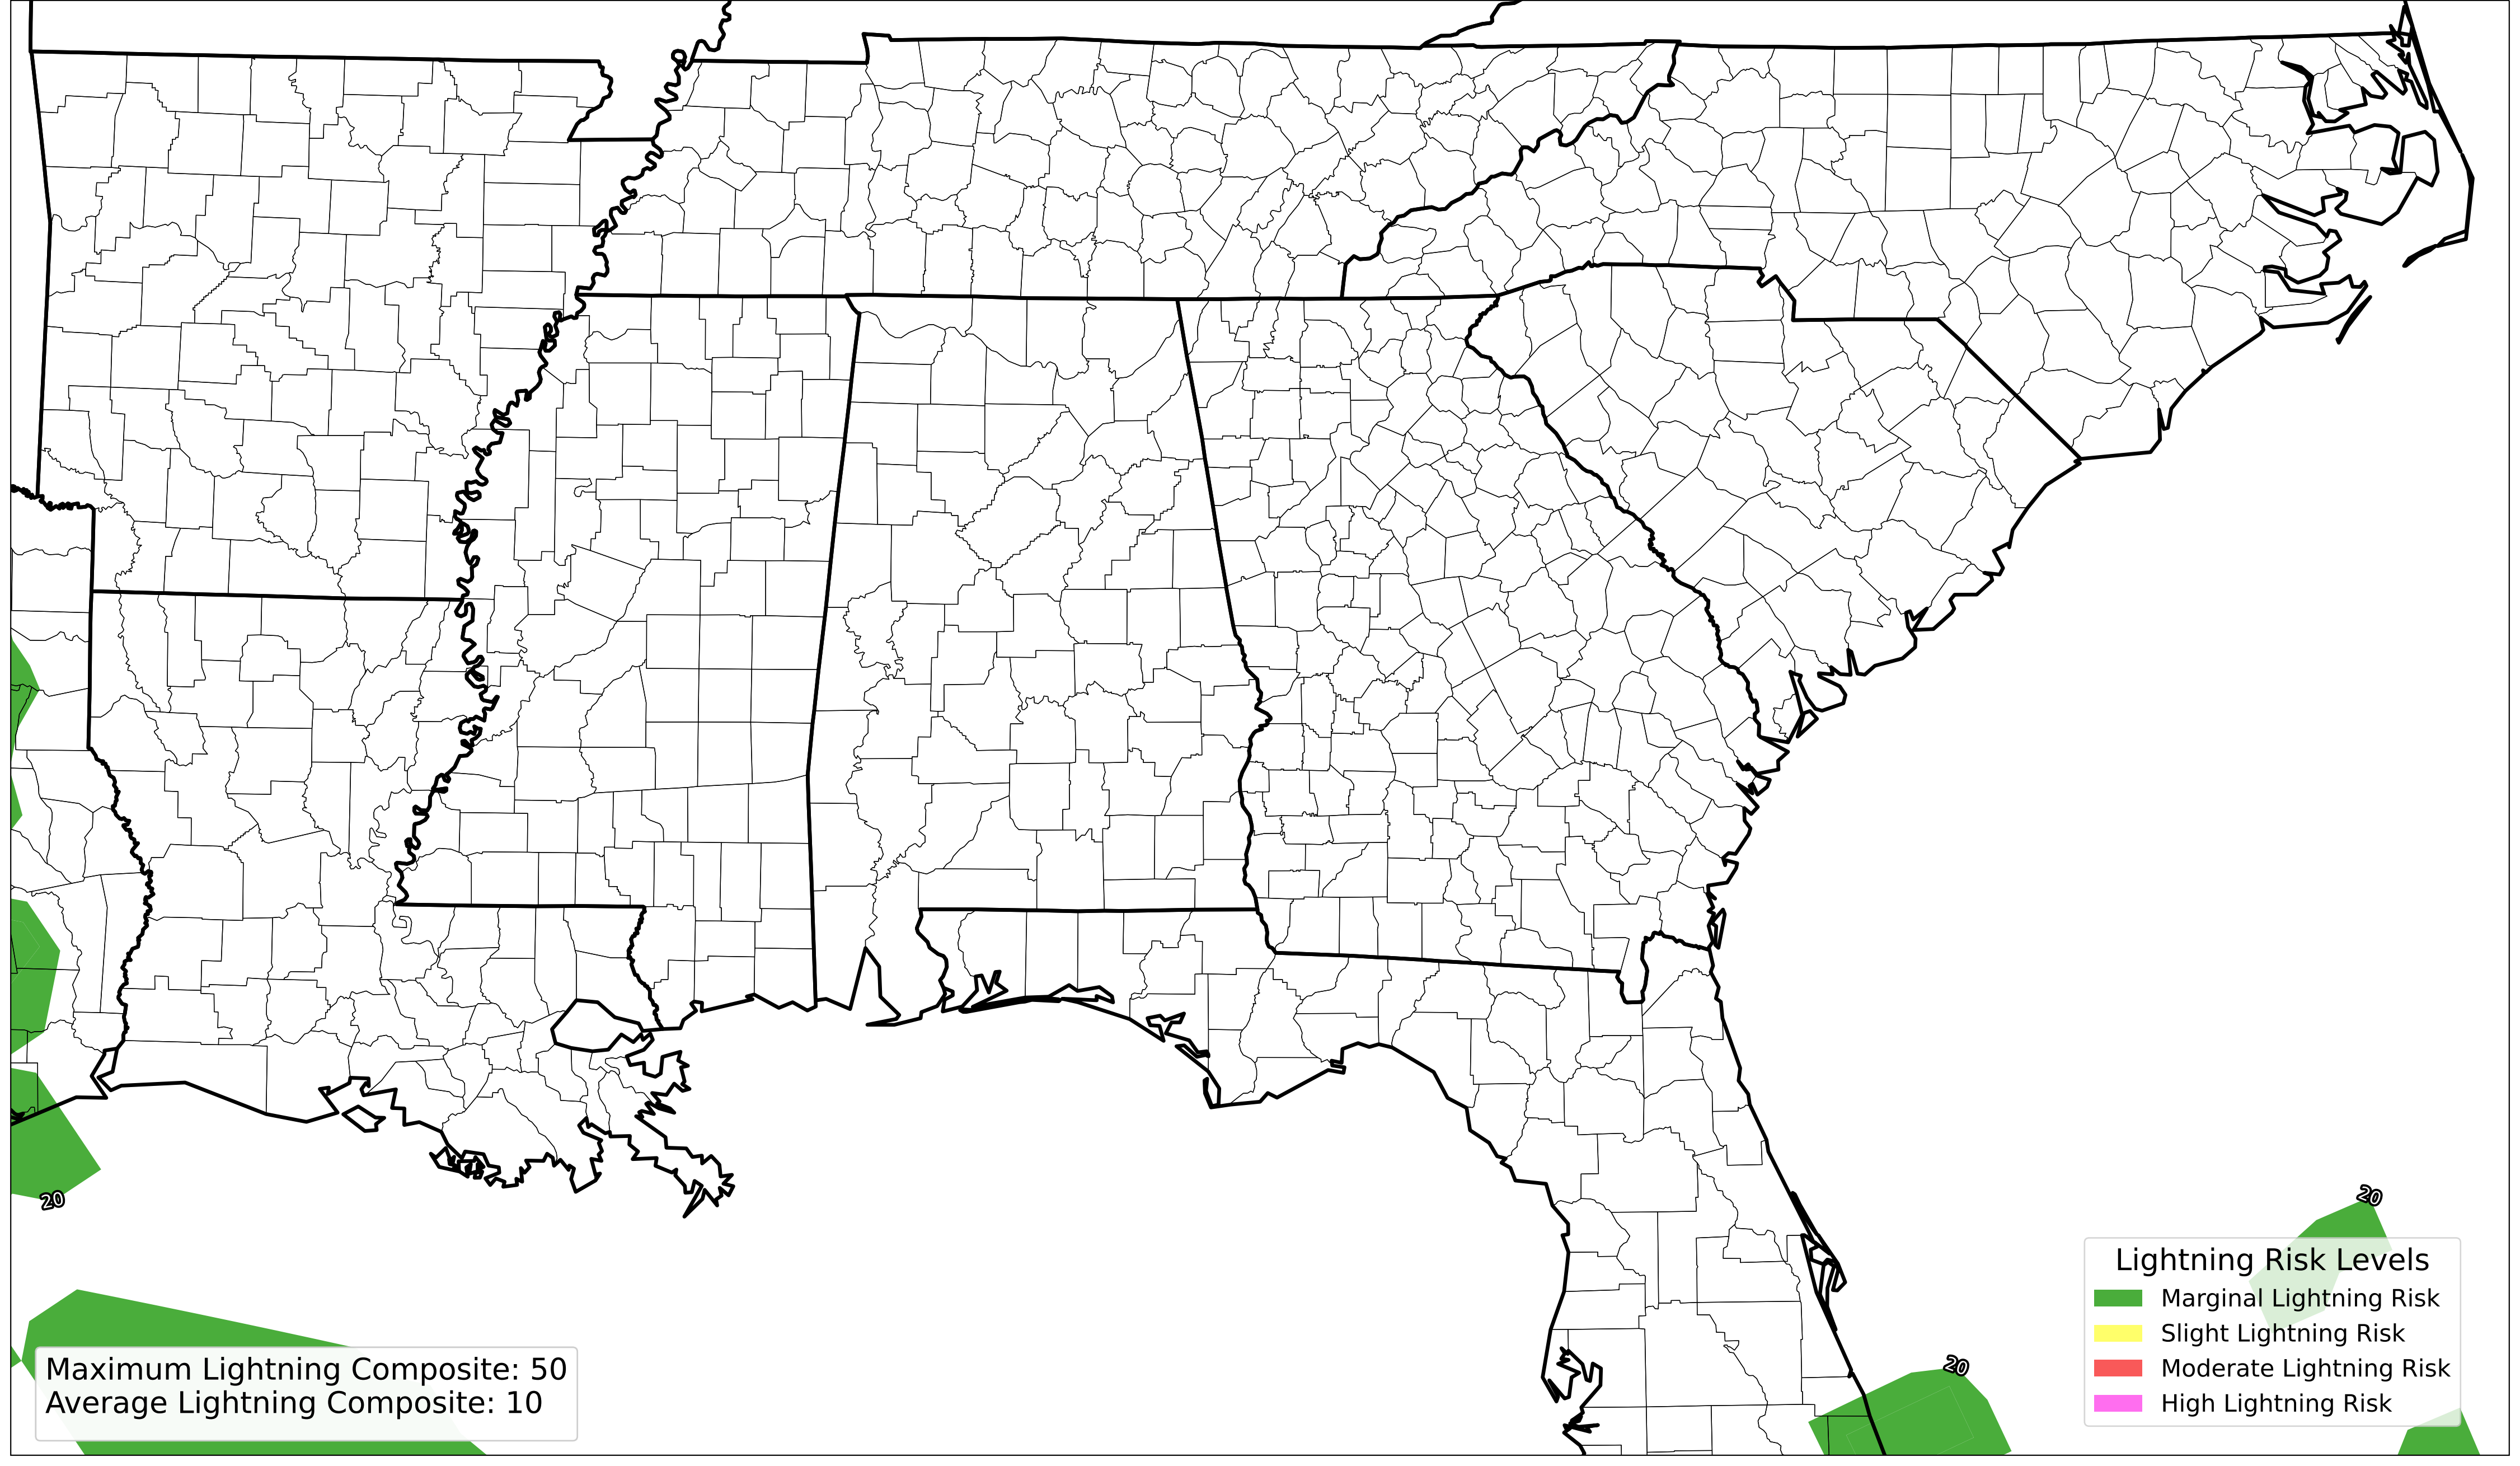 20
20
Lightning Risk Levels
Marginal Lightning Risk
Slight Lightning Risk
Moderate Lightning Risk
High Lightning Risk
20
Maximum Lightning Composite: 50
Average Lightning Composite: 10